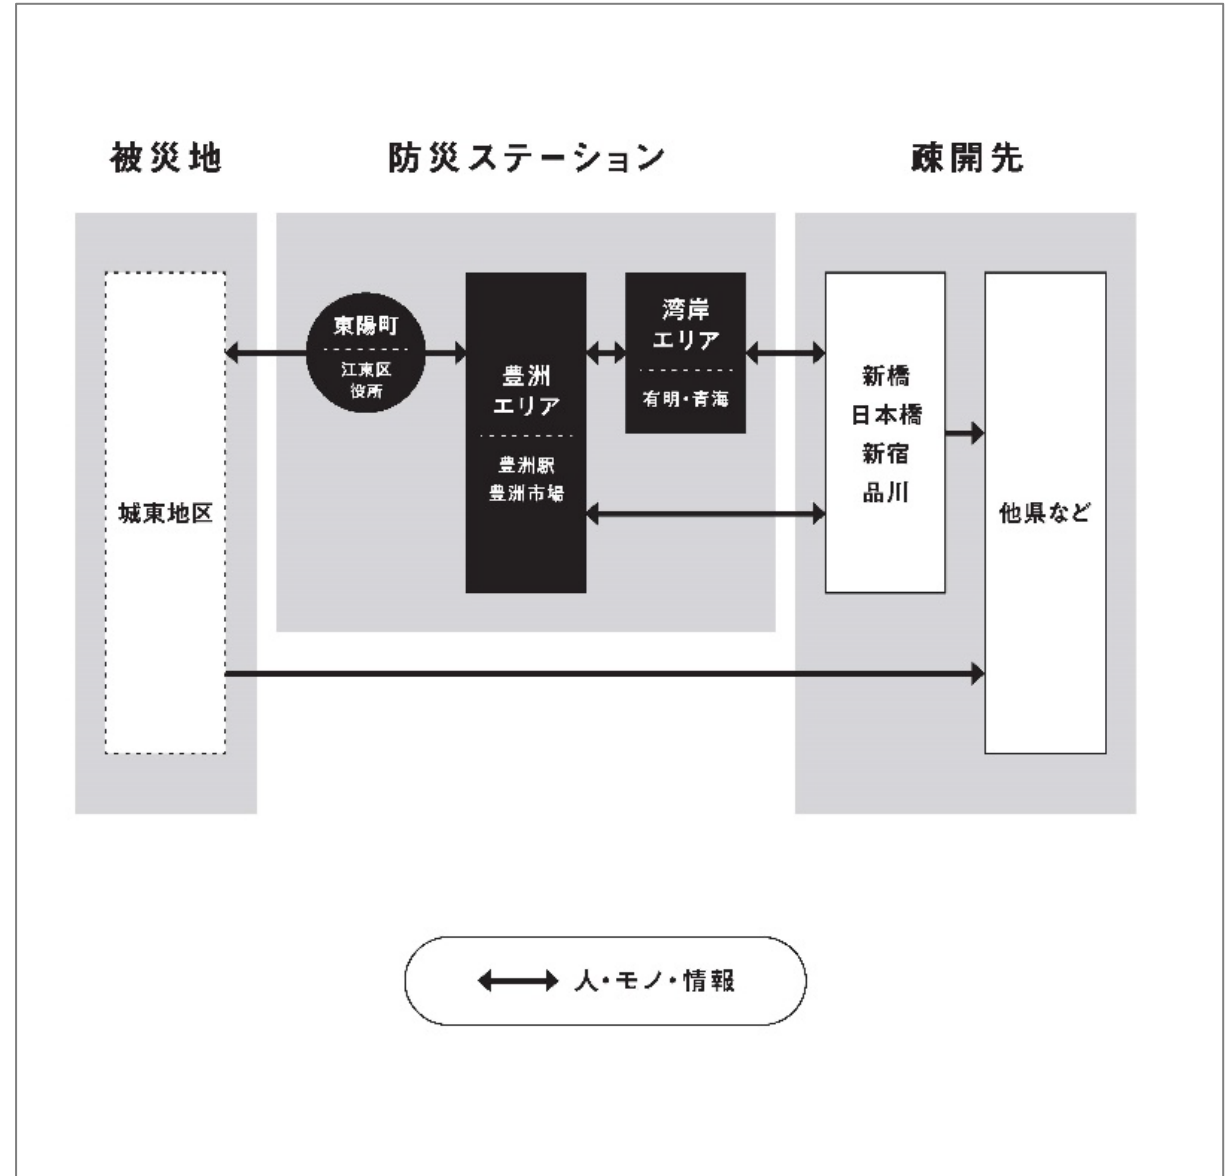 被災地
防災ステーション
疎開先
城東地区
東陽町
江東区
役所
豊洲
エリア
豊洲駅
豊洲市場
湾岸
エリア
有明・青海
新橋
日本橋
新宿
品川
他県など
人・モノ・情報